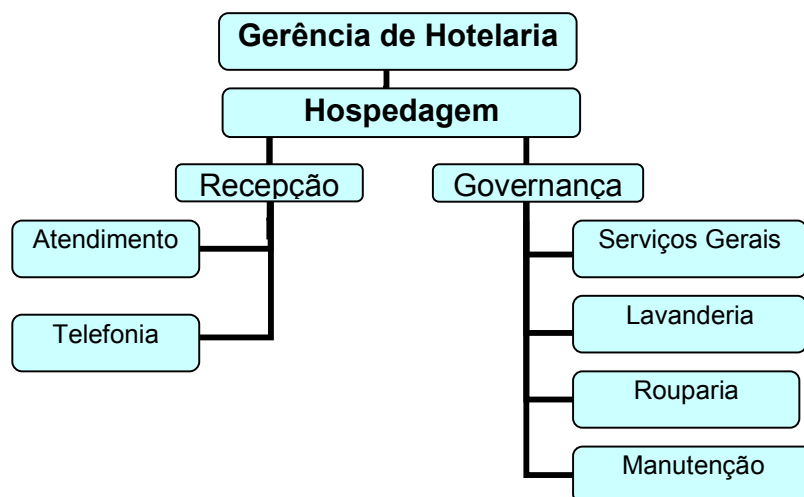 Gerência de Hotelaria
Hospedagem
Recepção
Governança
Atendimento
Telefonia
Serviços Gerais
Lavanderia
Rouparia
Manutenção